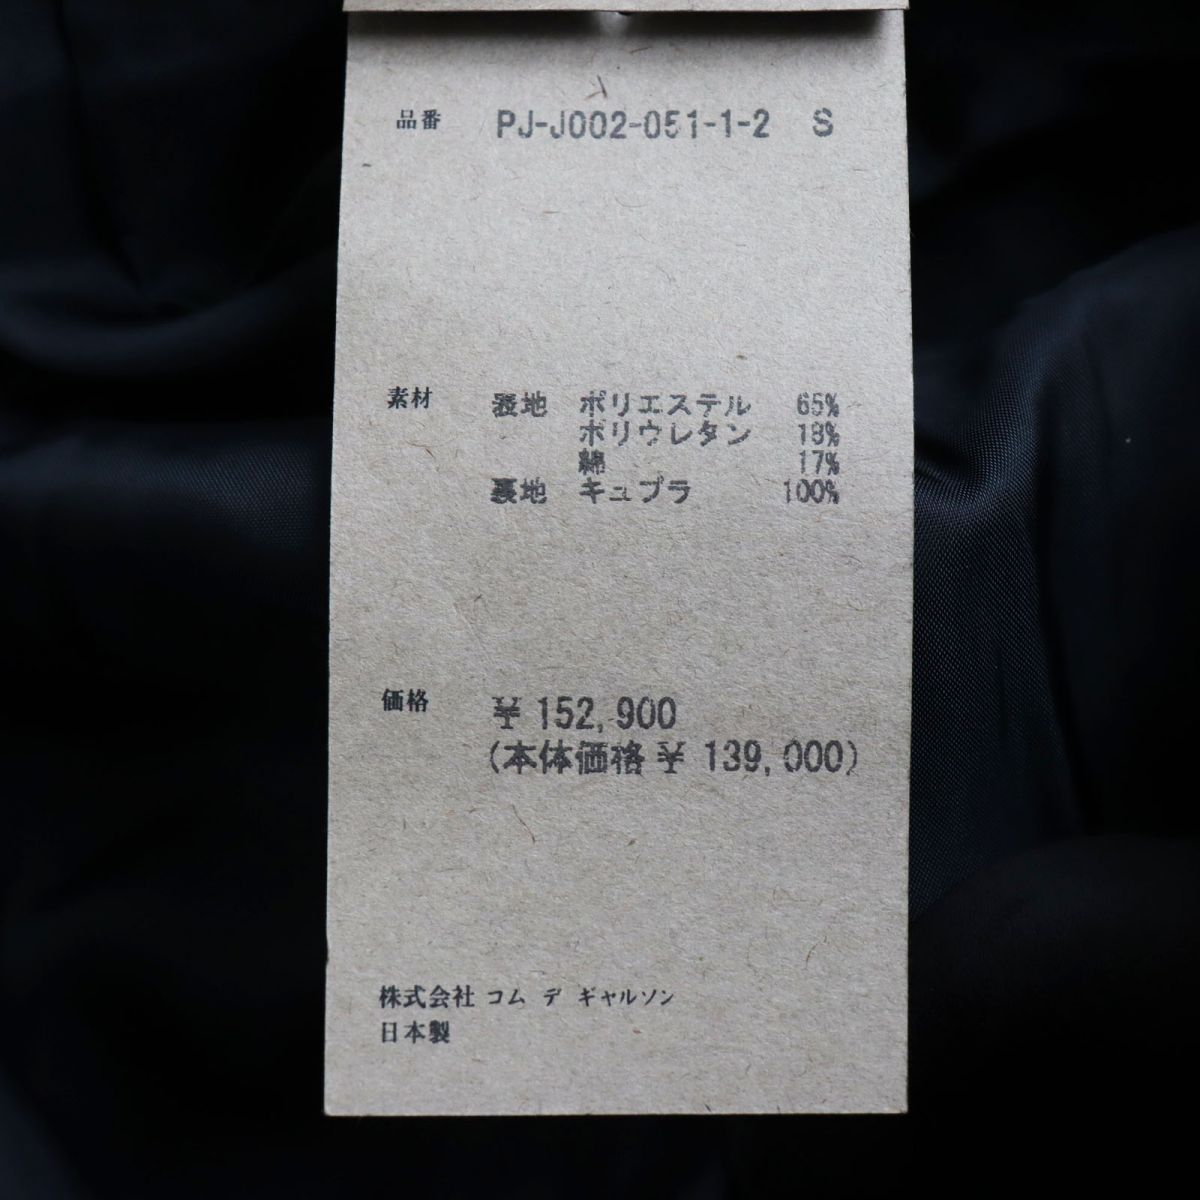 品番 PJ-J002-051-1-2 S
素材 表地 ポリエステル 65%
ポリウレタン 18%
綿 17%
裏地 キュプラ 100%
価格 ¥ 152,900
(本体価格 ¥ 139,000)
株式会社 コム デ ギャルソン
日本製